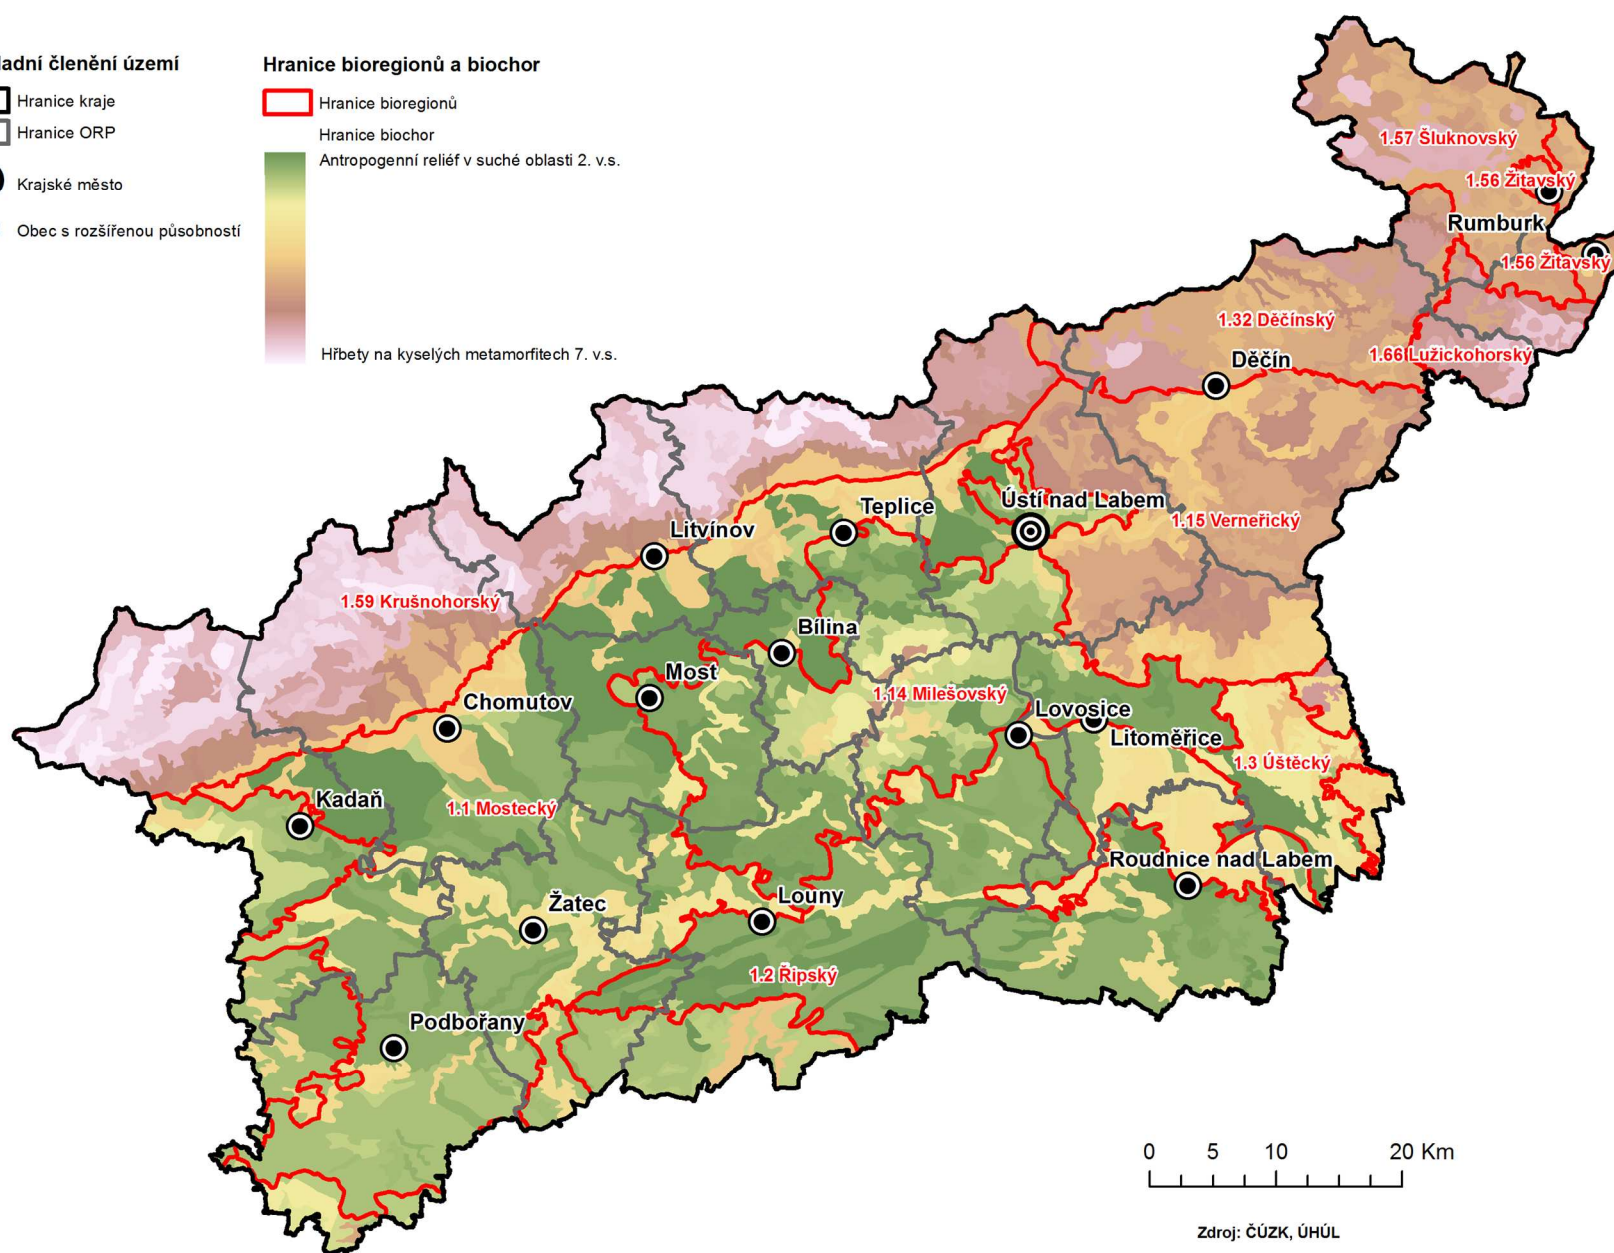 ladní členění území
Hranice kraje
Hranice ORP
Krajské město
Obec s rozšířenou působností
Hranice bioregionů a biochor
Hranice bioregionů
Hranice biochor
Antropogenní reliéf v suché oblasti 2. v.s.
Hřbety na kyselých metamorfitech 7. v.s.
1.57 Šluknovský
1.56 Žitavský
Rumburk
1.56 Žitavský
1.32 Děčínský
1.66 Lužickohorský
Děčín
Teplice
Ústí nad Labem
1.15 Verneřický
Litvínov
1.59 Krušnohorský
Bílina
Most
Chomutov
1.14 Milešovský
Lovosice
Litoměřice
1.3 Úštěcký
Kadaň
1.1 Mostecký
Roudnice nad Labem
Žatec
Louny
1.2 Řipský
Podbořany
0 5 10 20 Km
Zdroj: ČÚZK, ÚHÚL